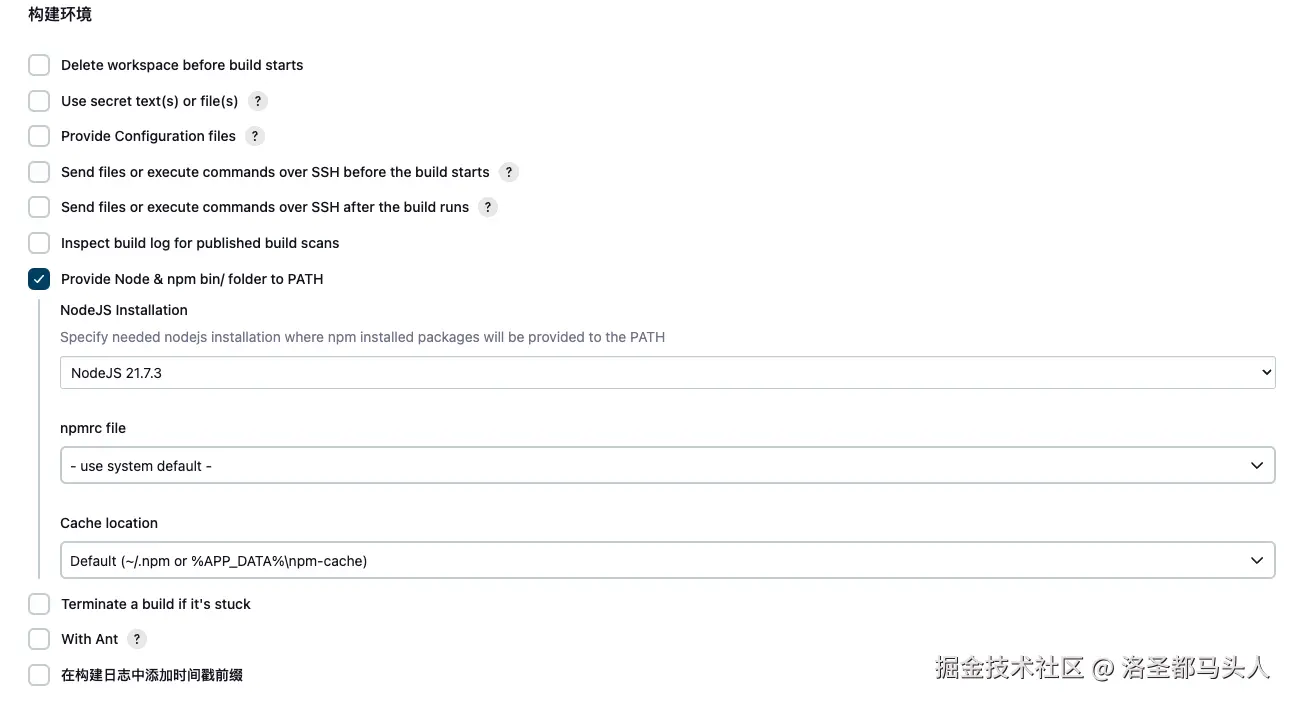 构建环境
Delete workspace before build starts
Use secret text(s) or file(s) ?
Provide Configuration files ?
Send files or execute commands over SSH before the build starts ?
Send files or execute commands over SSH after the build runs ?
Inspect build log for published build scans
Provide Node & npm bin/ folder to PATH
NodeJS Installation
Specify needed nodejs installation where npm installed packages will be provided to the PATH
NodeJS 21.7.3
npmrc file
- use system default -
Cache location
Default (~/.npm or %APP_DATA%\npm-cache)
Terminate a build if it's stuck
With Ant ?
在构建日志中添加时间戳前缀
掘金技术社区 @ 洛圣都马头人